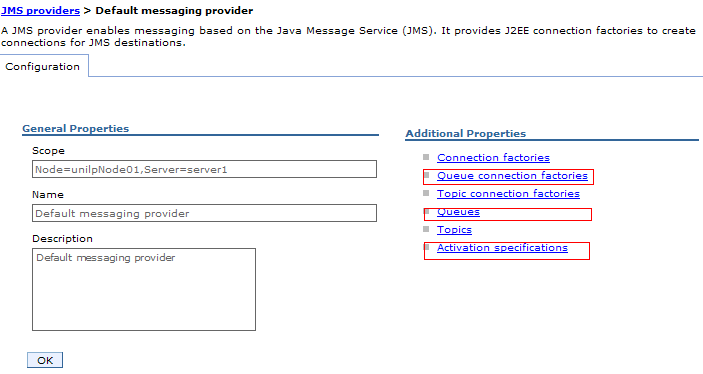 JMS providers > Default messaging provider
A JMS provider enables messaging based on the Java Message Service (JMS). It provides J2EE connection factories to create
connections for JMS destinations.
Configuration
General Properties
Scope
Node=unilpNode01,Server=server1
Name
Default messaging provider
Description
Default messaging provider
OK
Additional Properties
Connection factories
Queue connection factories
Topic connection factories
Queues
Topics
Activation specifications